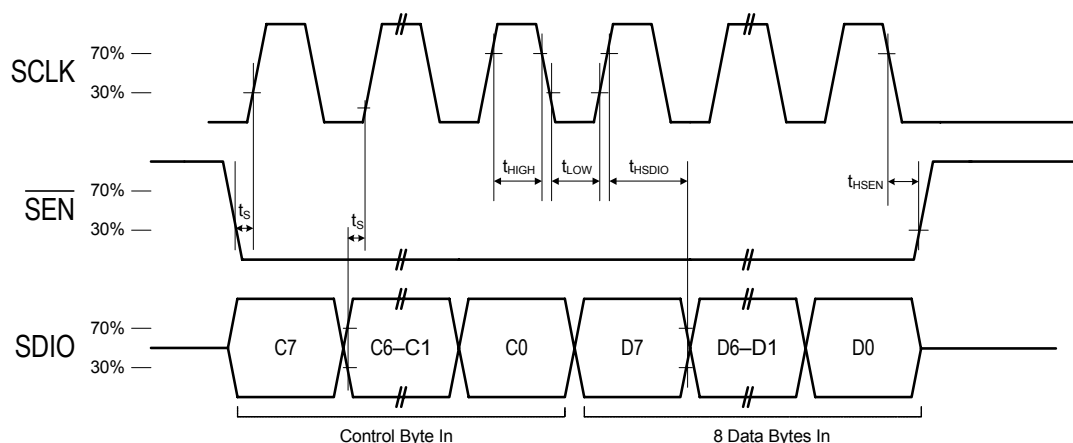 SCLK
70%
30%
t_HIGH
t_LOW
t_HSDIO
t_HSEN
SEN
70%
30%
t_S
t_S
SDIO
70%
30%
C7
C6–C1
C0
D7
D6–D1
D0
Control Byte In
8 Data Bytes In